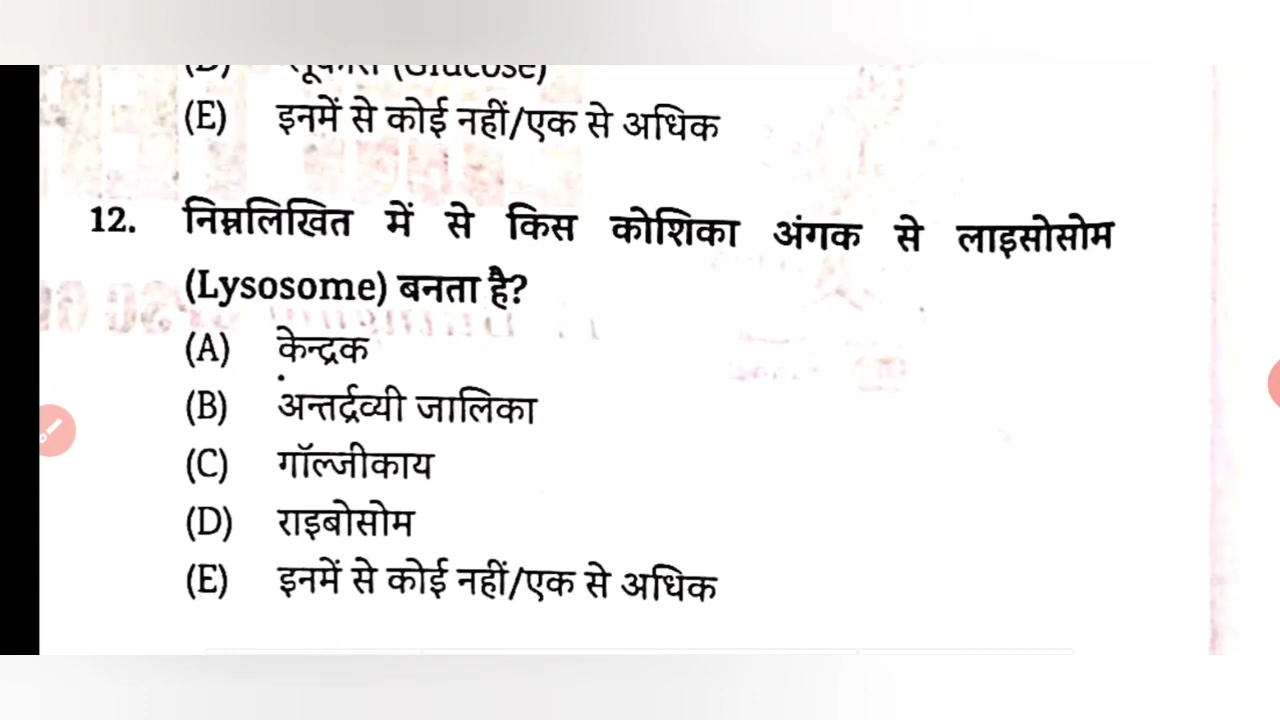 (Glucose)
(E) इनमें से कोई नहीं/एक से अधिक
12. निम्नलिखित में से किस कोशिका अंगक से लाइसोसोम
(Lysosome) बनता है?
(A) केन्द्रक
(B) अन्तर्द्रव्यी जालिका
(C) गॉल्जीकाय
(D) राइबोसोम
(E) इनमें से कोई नहीं/एक से अधिक